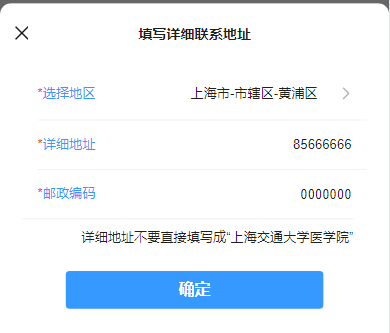 填写详细联系地址
*选择地区 上海市-市辖区-黄浦区
*详细地址 85666666
*邮政编码 0000000
详细地址不要直接填写成“上海交通大学医学院”
确定